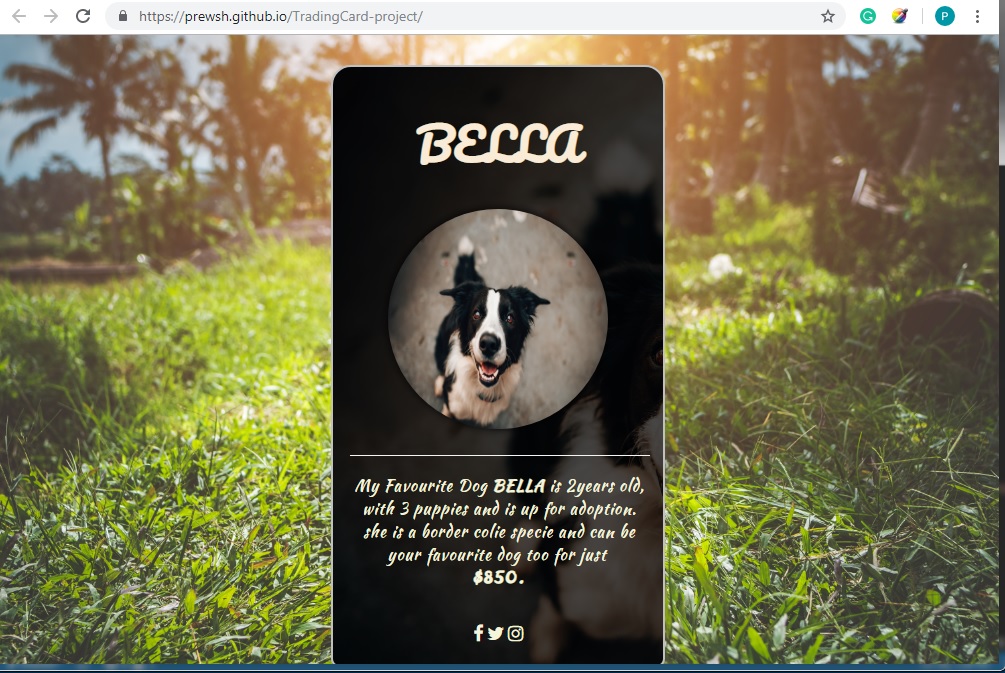 https://prewsh.github.io/TradingCard-project/
P
BELLA
My Favourite Dog BELLA is 2years old,
with 3 puppies and is up for adoption.
she is a border colie specie and can be
your favourite dog too for just
$850.